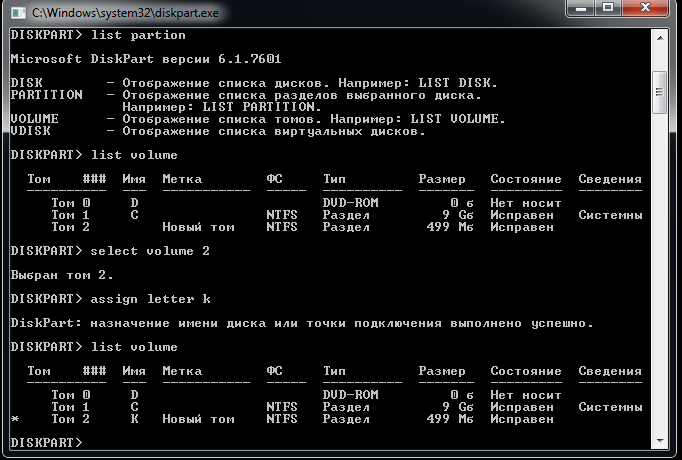 C:\Windows\system32\diskpart.exe
DISKPART> list partion
Microsoft DiskPart версии 6.1.7601
DISK - Отображение списка дисков. Например: LIST DISK.
PARTITION - Отображение списка разделов выбранного диска.
Например: LIST PARTITION.
VOLUME - Отображение списка томов. Например: LIST VOLUME.
VDISK - Отображение списка виртуальных дисков.
DISKPART> list volume
Том ### Имя Метка ФС Тип Размер Состояние Сведения
Том 0 D DVD-ROM 0 б Нет носит
Том 1 C NTFS Раздел 9 Gб Исправен Системны
Том 2 Новый том NTFS Раздел 499 Mб Исправен
DISKPART> select volume 2
Выбран том 2.
DISKPART> assign letter k
DiskPart: назначение имени диска или точки подключения выполнено успешно.
DISKPART> list volume
Том ### Имя Метка ФС Тип Размер Состояние Сведения
Том 0 D DVD-ROM 0 б Нет носит
Том 1 C NTFS Раздел 9 Gб Исправен Системны
* Том 2 K Новый том NTFS Раздел 499 Mб Исправен
DISKPART>